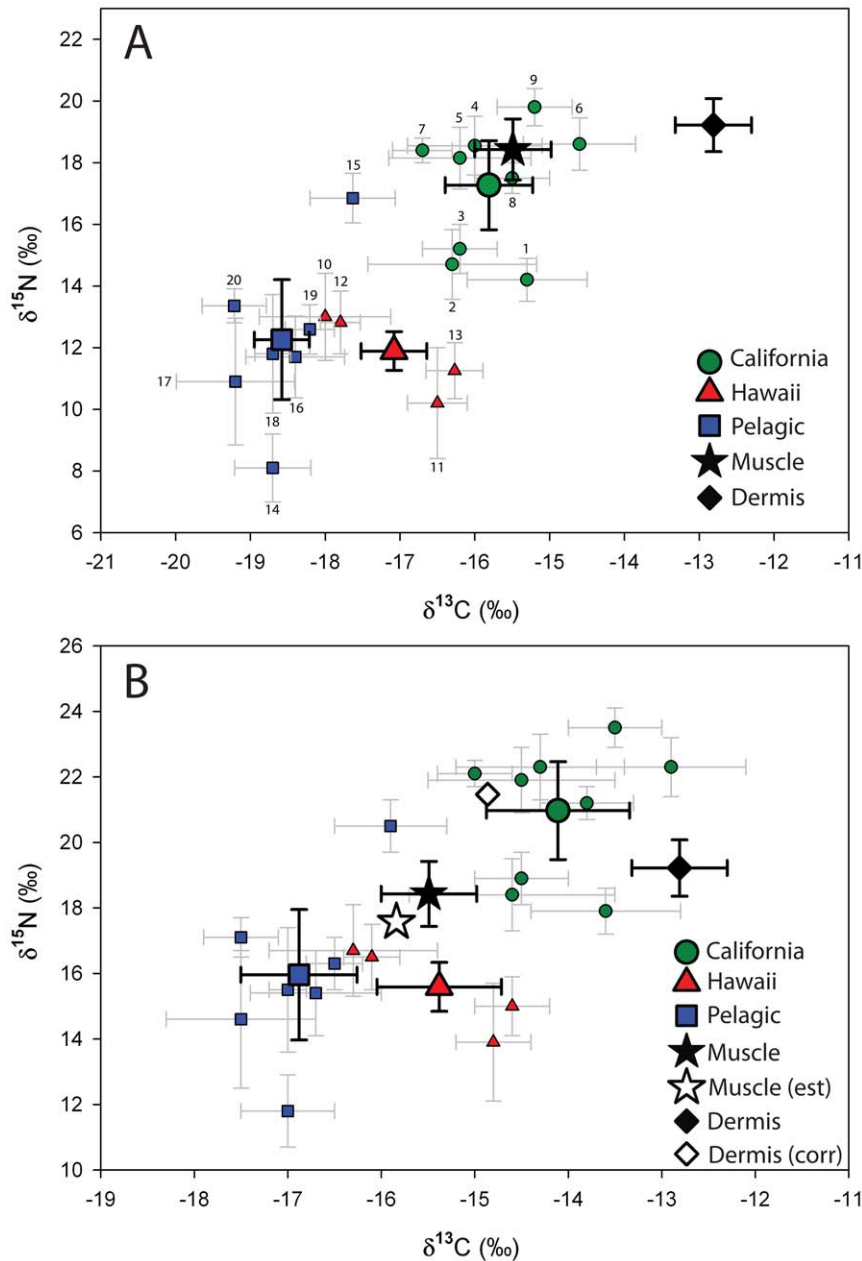 A
δ15N (‰)
22
20
18
16
14
12
10
8
6
9
4
5
6
7
8
15
3
1
2
10
12
20
19
13
17
16
18
11
14
California
Hawaii
Pelagic
Muscle
Dermis
-21 -20 -19 -18 -17 -16 -15 -14 -13 -12 -11
δ13C (‰)
B
δ15N (‰)
26
24
22
20
18
16
14
12
10
California
Hawaii
Pelagic
Muscle
Muscle (est)
Dermis
Dermis (corr)
-19 -18 -17 -16 -15 -14 -13 -12 -11
δ13C (‰)